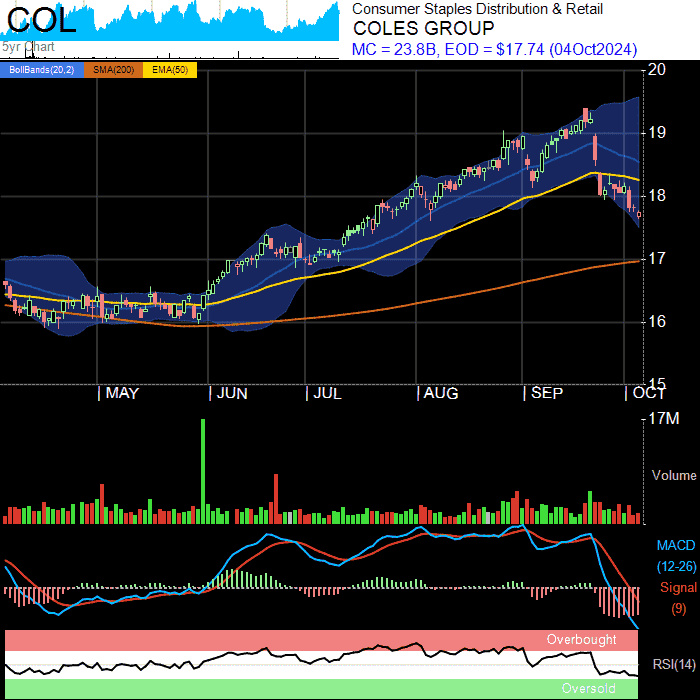 COL
5yr Chart
Consumer Staples Distribution & Retail
COLES GROUP
MC = 23.8B, EOD = $17.74 (04Oct2024)
BollBands(20,2) SMA(200) EMA(50)
20
19
18
17
16
15
MAY JUN JUL AUG SEP OCT
17M
Volume
MACD
(12-26)
Signal
(9)
Overbought
RSI(14)
Oversold